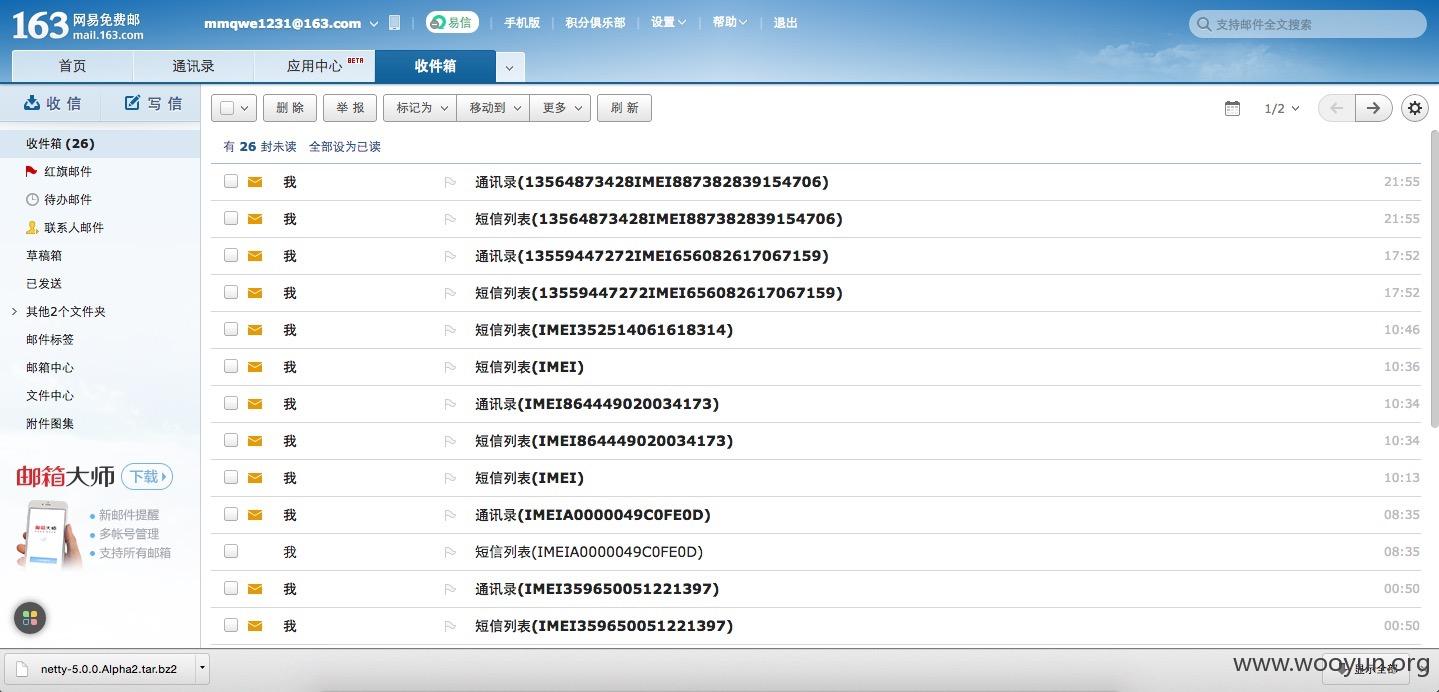 163 网易免费邮 mail.163.com
mmqwe1231@163.com 易信 手机版 积分俱乐部 设置 帮助 退出
支持邮件全文搜索
首页 通讯录 应用中心 BETA 收件箱
收信 写信
删除 举报 标记为 移动到 更多 刷新 1/2
收件箱 (26)
红旗邮件
待办邮件
联系人邮件
草稿箱
已发送
其他2个文件夹
邮件标签
邮箱中心
文件中心
附件图集
邮箱大师 下载
邮箱大师
新邮件提醒
多帐号管理
支持所有邮箱
有 26 封未读 全部设为已读
我 通讯录(13564873428IMEI887382839154706) 21:55
我 短信列表(13564873428IMEI887382839154706) 21:55
我 通讯录(13559447272IMEI656082617067159) 17:52
我 短信列表(13559447272IMEI656082617067159) 17:52
我 短信列表(IMEI352514061618314) 10:46
我 短信列表(IMEI) 10:36
我 通讯录(IMEI864449020034173) 10:34
我 短信列表(IMEI864449020034173) 10:34
我 短信列表(IMEI) 10:13
我 通讯录(IMEIA0000049C0FE0D) 08:35
我 短信列表(IMEIA0000049C0FE0D) 08:35
我 通讯录(IMEI359650051221397) 00:50
我 短信列表(IMEI359650051221397) 00:50
netty-5.0.0.Alpha2.tar.bz2
显示全部
www.wooyun.org